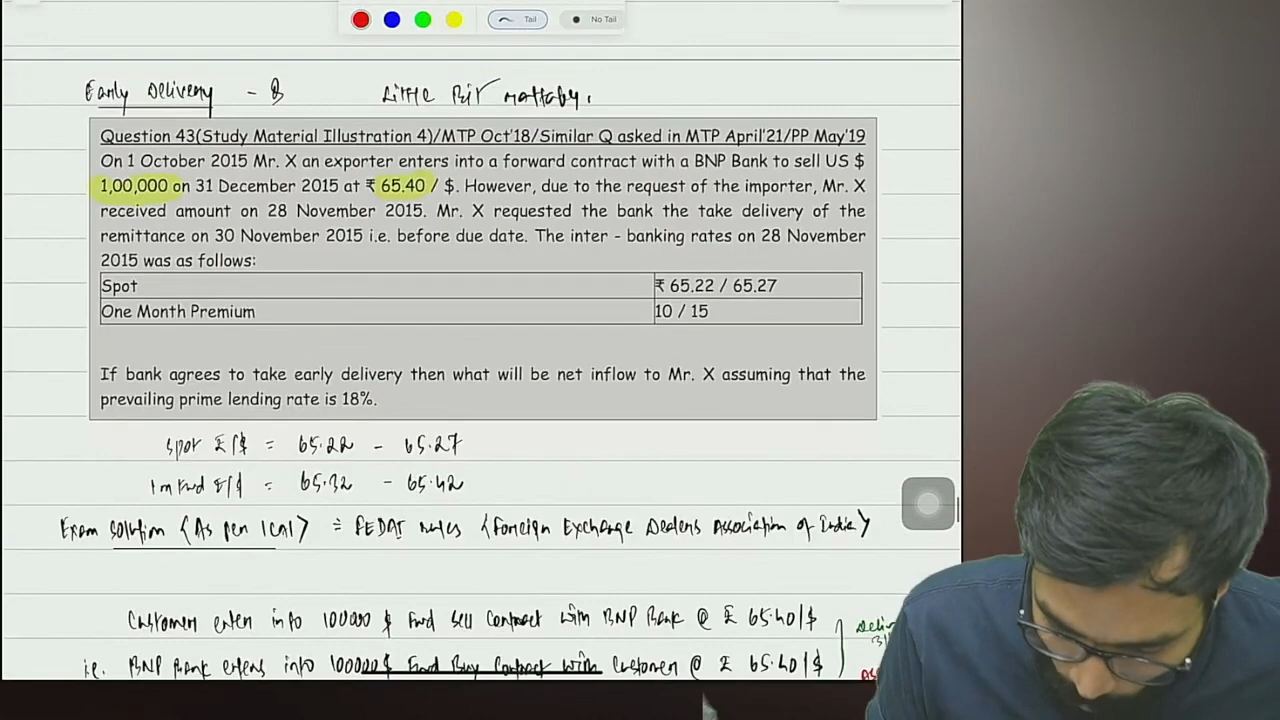 Tail
No Tail
Early Delivery - B Little Bit
Question 43(Study Material Illustration 4)/MTP Oct'18/Similar Q asked in MTP April'21/PP May'19
On 1 October 2015 Mr. X an exporter enters into a forward contract with a BNP Bank to sell US $
1,00,000 on 31 December 2015 at ₹ 65.40 / $. However, due to the request of the importer, Mr. X
received amount on 28 November 2015. Mr. X requested the bank the take delivery of the
remittance on 30 November 2015 i.e. before due date. The inter - banking rates on 28 November
2015 was as follows:
Spot ₹ 65.22 / 65.27
One Month Premium 10 / 15
If bank agrees to take early delivery then what will be net inflow to Mr. X assuming that the
prevailing prime lending rate is 18%.
Spot ₹/$ = 65.22 - 65.27
1m Fwd ₹/$ = 65.32 - 65.42
Exam Solution {As per ICAI} = FEDAI rules {Foreign Exchange Dealers Association of India}
Customer enters into 100000 $ Fwd Sell Contract with BNP Bank @ ₹ 65.40/$
i.e. BNP Bank enters into 100000$ Fwd Buy Contract with Customer @ ₹ 65.40/$